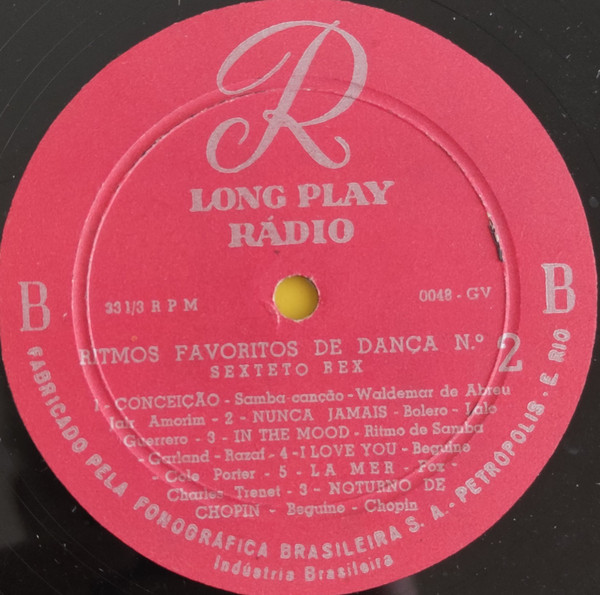 R
LONG PLAY
RÁDIO
B
33 1/3 R P M
0048 - GV
B
RITMOS FAVORITOS DE DANÇA N.º 2
SEXTETO REX
1 - CONCEIÇÃO - Samba canção - Waldemar de Abreu
Jair Amorim - 2 - NUNCA JAMAIS - Bolero - Lalo
Guerrero - 3 - IN THE MOOD - Ritmo de Samba
- Garland - Razaf - 4 - I LOVE YOU - Beguine
- Cole Porter - 5 - LA MER - Fox -
Charles Trenet - 3 - NOTURNO DE
CHOPIN - Beguine - Chopin
FABRICADO PELA FONOGRÁFICA BRASILEIRA S. A. - PETRÓPOLIS - E. RIO
Indústria Brasileira